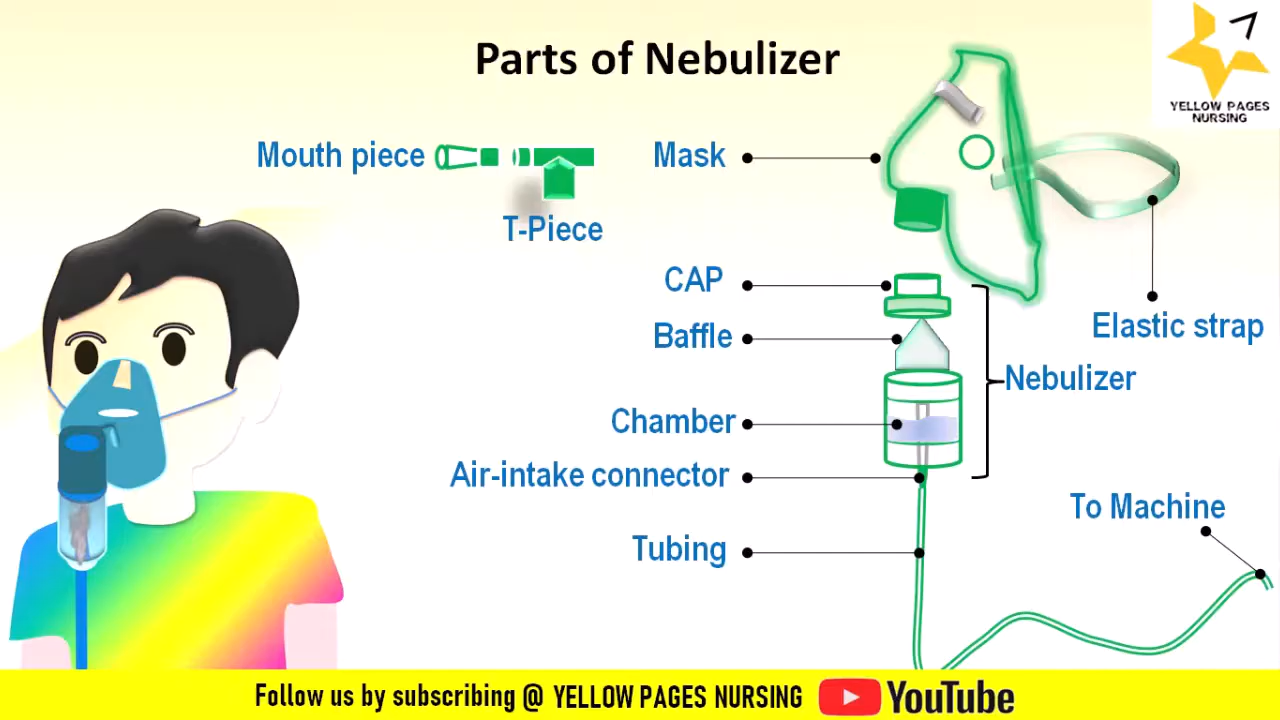 Parts of Nebulizer
YELLOW PAGES
NURSING
Mouth piece
T-Piece
Mask
CAP
Baffle
Elastic strap
Nebulizer
Chamber
Air-intake connector
To Machine
Tubing
Follow us by subscribing @ YELLOW PAGES NURSING YouTube